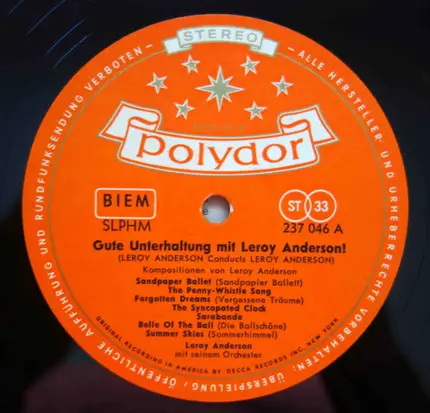 STEREO
polydor
BIEM
SLPHM
ST 33
237 046 A
Gute Unterhaltung mit Leroy Anderson!
(LEROY ANDERSON Conducts LEROY ANDERSON)
Kompositionen von Leroy Anderson
Sandpaper Ballet (Sandpapier Ballett)
The Penny-Whistle Song
Forgotten Dreams (Vergessene Träume)
The Syncopated Clock
Sarabande
Belle Of The Ball (Die Ballschöne)
Summer Skies (Sommerhimmel)
Leroy Anderson
mit seinem Orchester
ORIGINAL RECORDING IN AMERICA BY DECCA RECORDS INC. NEW YORK
ALLE HERSTELLER- UND URHEBERRECHTE VORBEHALTEN · ÜBERSPIELUNG / ÖFFENTLICHE AUFFÜHRUNG UND RUNDFUNKSENDUNG VERBOTEN -